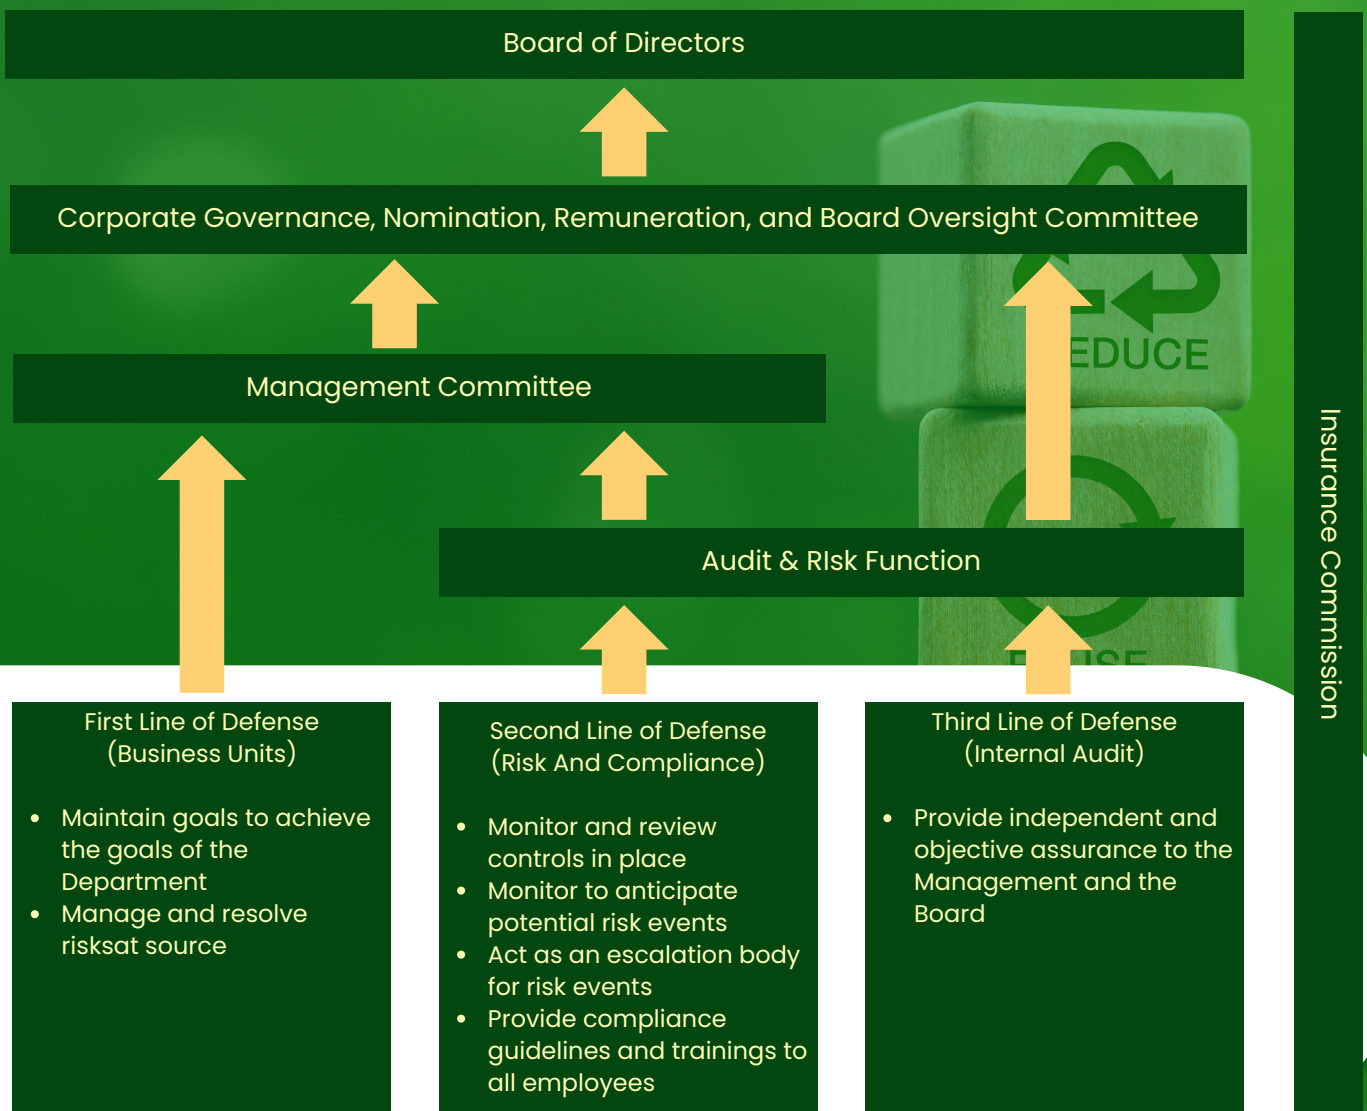 Board of Directors
Corporate Governance, Nomination, Remuneration, and Board Oversight Committee
EDUCE
Management Committee
Audit & RIsk Function
Insurance Commission
First Line of Defense
(Business Units)
• Maintain goals to achieve
the goals of the
Department
• Manage and resolve
risksat source
Second Line of Defense
(Risk And Compliance)
• Monitor and review
controls in place
• Monitor to anticipate
potential risk events
• Act as an escalation body
for risk events
• Provide compliance
guidelines and trainings to
all employees
Third Line of Defense
(Internal Audit)
• Provide independent and
objective assurance to the
Management and the
Board